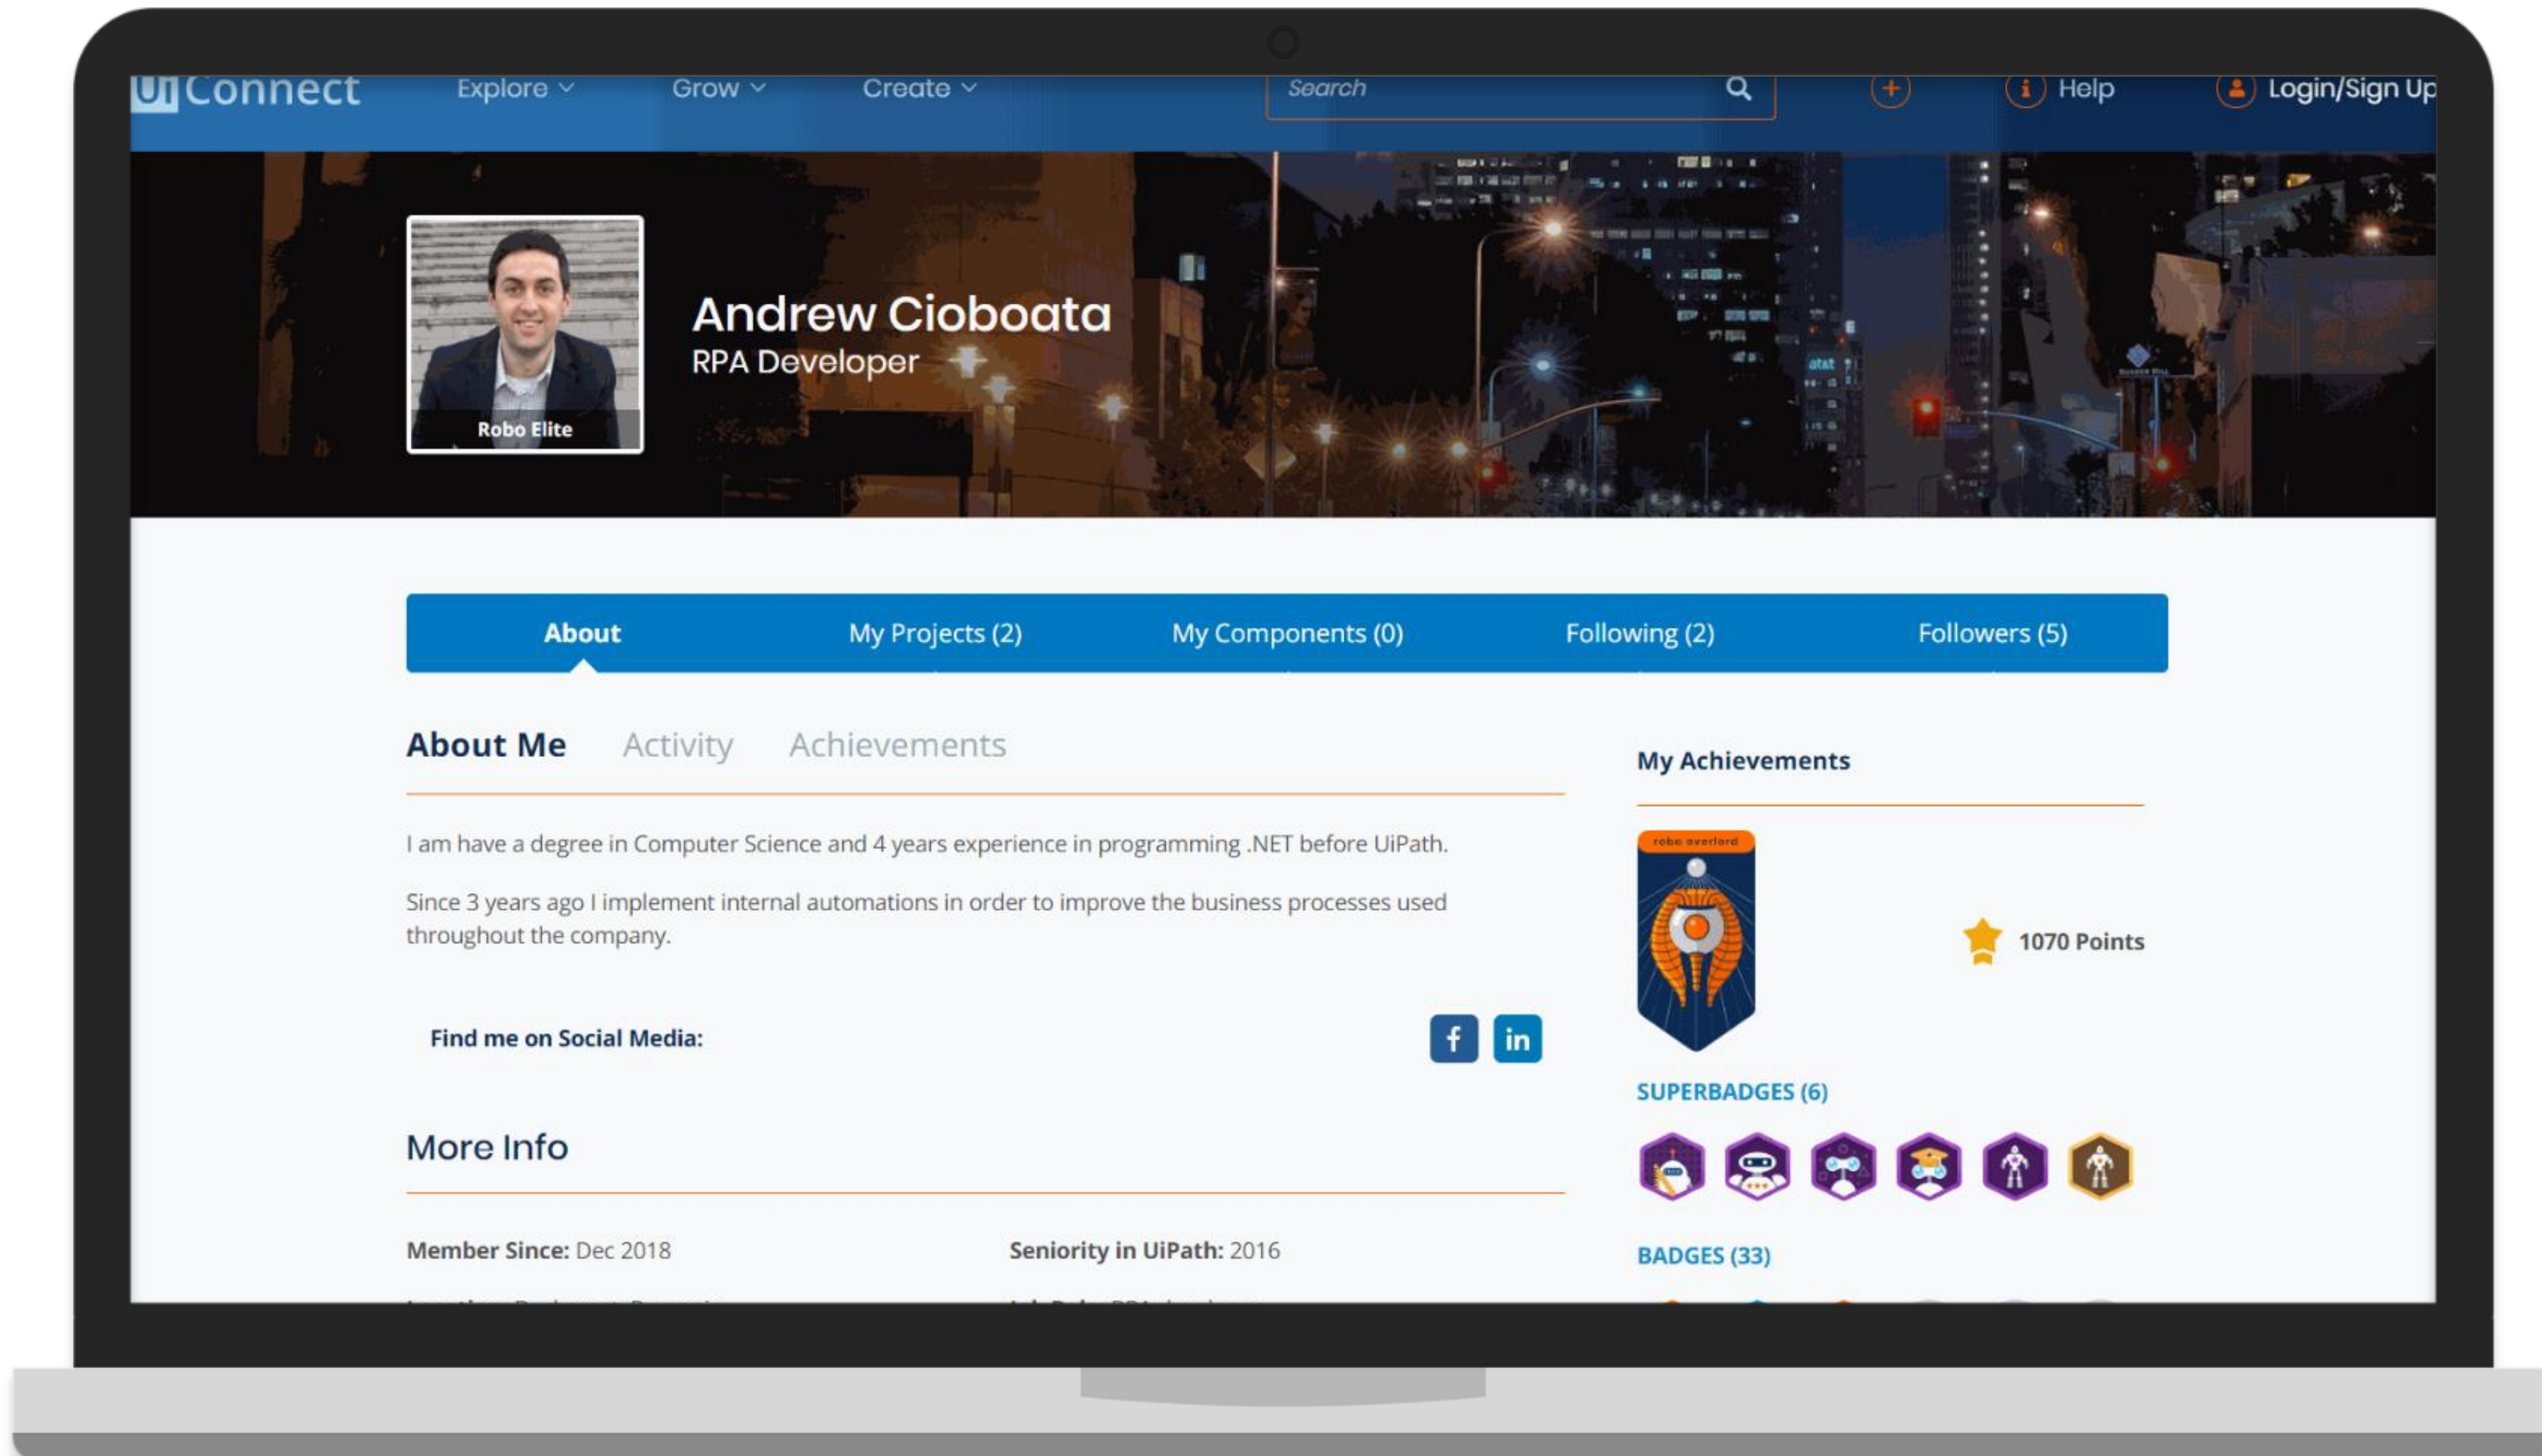 Ui Connect
Explore
Grow
Create
Search
Help
Login/Sign Up
Andrew Cioboata
RPA Developer
Robo Elite
at&t
About
My Projects (2)
My Components (0)
Following (2)
Followers (5)
About Me
Activity
Achievements
I am have a degree in Computer Science and 4 years experience in programming .NET before UiPath.
Since 3 years ago I implement internal automations in order to improve the business processes used
throughout the company.
Find me on Social Media:
f
in
More Info
Member Since: Dec 2018
Seniority in UiPath: 2016
My Achievements
robo overlord
1070 Points
SUPERBADGES (6)
BADGES (33)